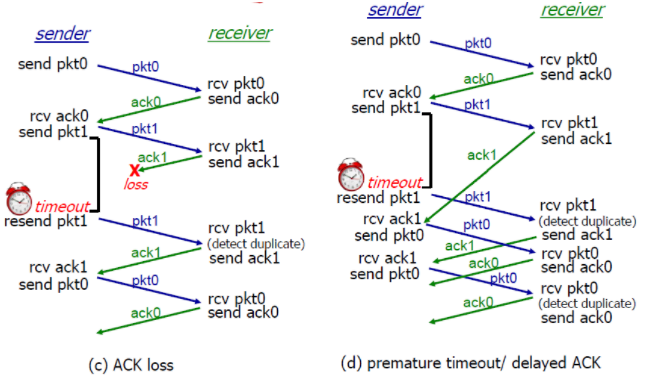 sender
receiver
send pkt0
pkt0
rcv pkt0
send ack0
ack0
rcv ack0
send pkt1
pkt1
rcv pkt1
send ack1
ack1
X
loss
timeout
resend pkt1
pkt1
rcv pkt1
(detect duplicate)
send ack1
ack1
rcv ack1
send pkt0
pkt0
rcv pkt0
send ack0
ack0
(c) ACK loss
sender
receiver
send pkt0
pkt0
rcv pkt0
send ack0
ack0
rcv ack0
send pkt1
pkt1
rcv pkt1
send ack1
ack1
timeout
resend pkt1
pkt1
rcv pkt1
(detect duplicate)
send ack1
rcv ack1
send pkt0
pkt0
ack1
rcv pkt0
send ack0
ack0
rcv ack1
send pkt0
pkt0
rcv pkt0
(detect duplicate)
send ack0
ack0
(d) premature timeout/ delayed ACK